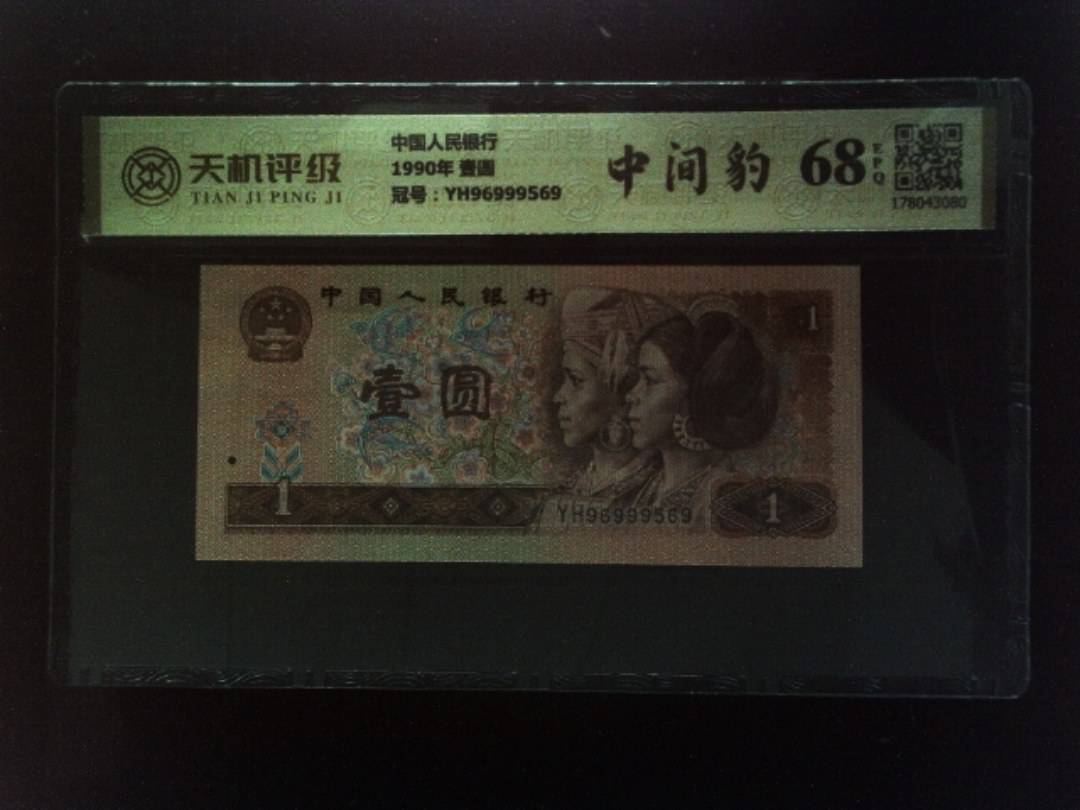 天机评级
TIAN JI PING JI
中国人民银行
1990年 壹圆
冠号：YH96999569
中间豹
68
EPQ
178043080
中国人民银行
1
壹圆
1
YH96999569
1